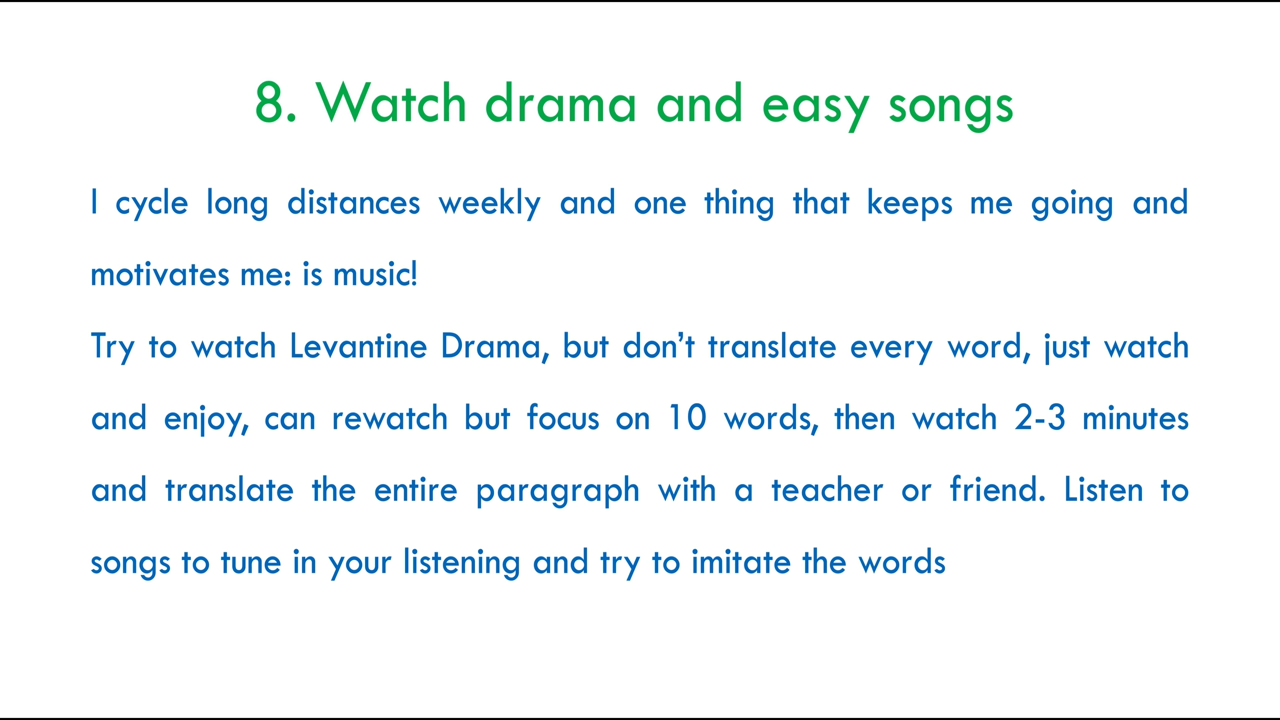 8. Watch drama and easy songs
I cycle long distances weekly and one thing that keeps me going and
motivates me: is music!
Try to watch Levantine Drama, but don’t translate every word, just watch
and enjoy, can rewatch but focus on 10 words, then watch 2-3 minutes
and translate the entire paragraph with a teacher or friend. Listen to
songs to tune in your listening and try to imitate the words